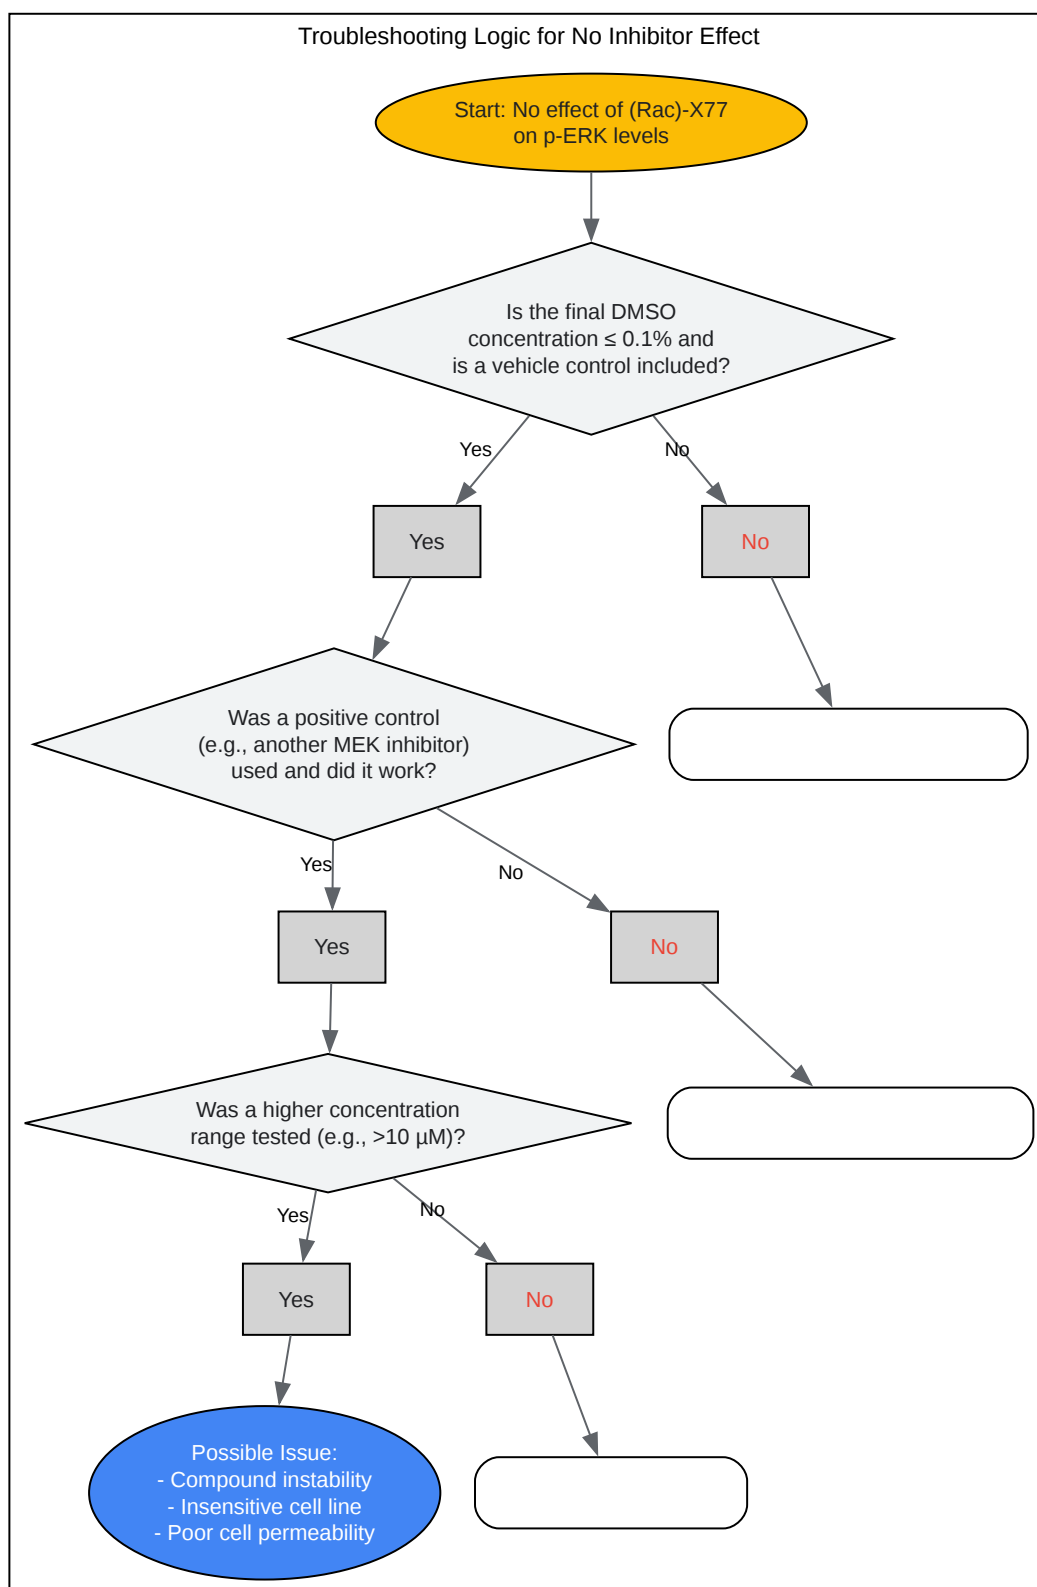 Troubleshooting Logic for No Inhibitor Effect
Start: No effect of (Rac)-X77
on p-ERK levels
Is the final DMSO
concentration ≤ 0.1% and
is a vehicle control included?
Yes
No
Yes
No
Was a positive control
(e.g., another MEK inhibitor)
used and did it work?
Yes
No
Yes
No
Was a higher concentration
range tested (e.g., >10 µM)?
Yes
No
Yes
No
Possible Issue:
- Compound instability
- Insensitive cell line
- Poor cell permeability